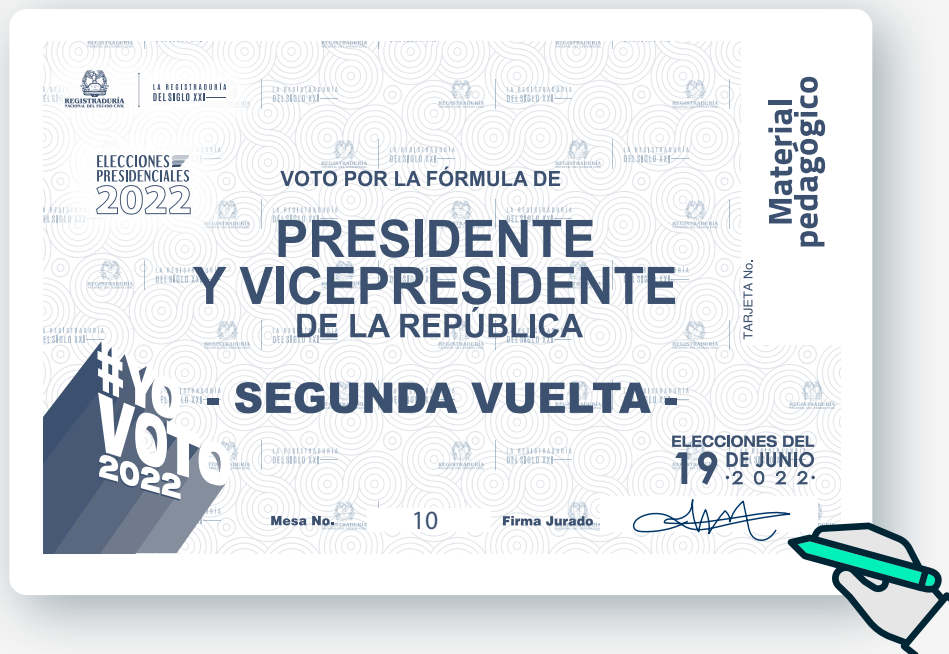 REGISTRADURÍA
NACIONAL DEL ESTADO CIVIL
LA REGISTRADURÍA
DEL SIGLO XXI
ELECCIONES
PRESIDENCIALES
2022
VOTO POR LA FÓRMULA DE
PRESIDENTE
Y VICEPRESIDENTE
DE LA REPÚBLICA
- SEGUNDA VUELTA -
#YO
VOTO
2022
ELECCIONES DEL
19 DE JUNIO
·2022·
Mesa No. 10 Firma Jurado
TARJETA No.
Material
pedagógico